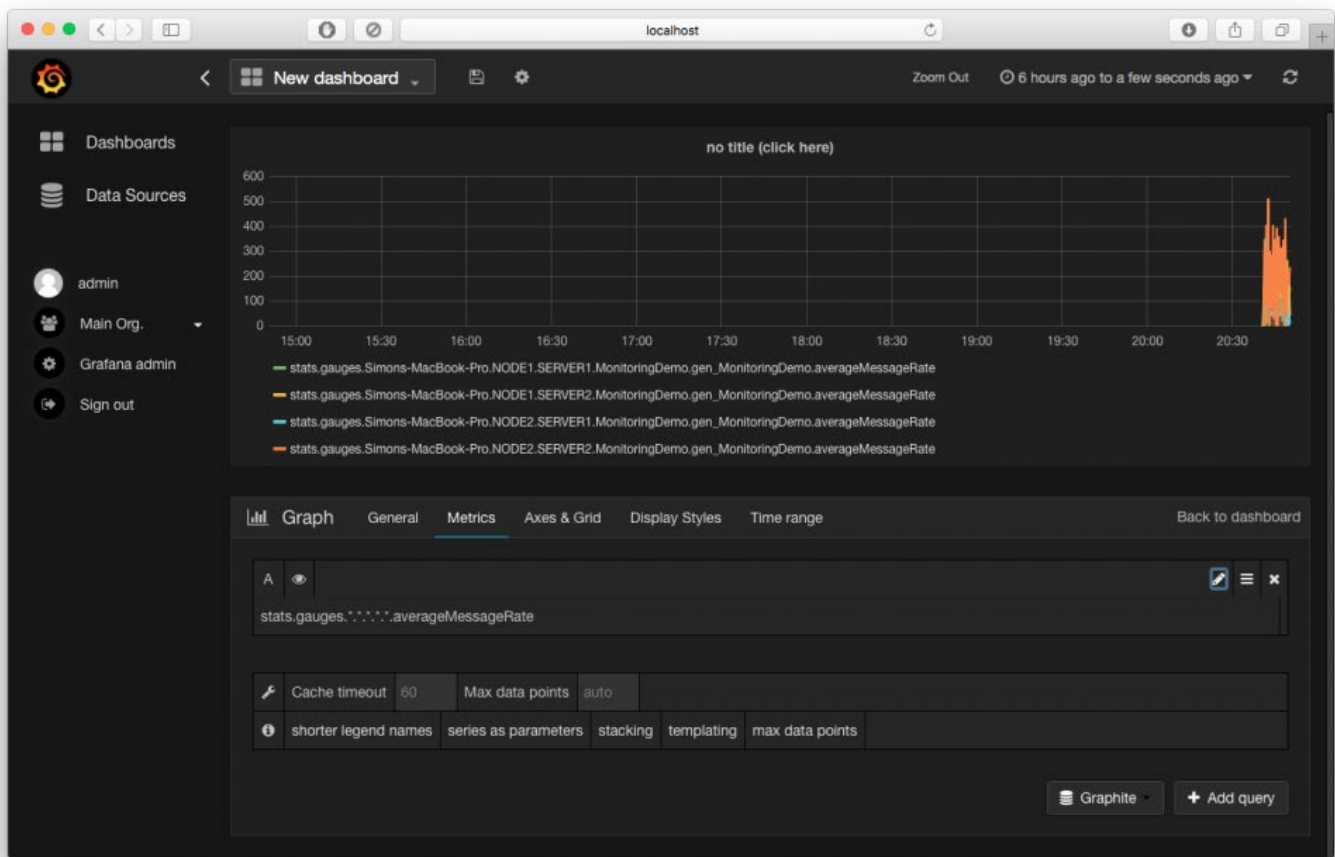 localhost
New dashboard
Zoom Out
6 hours ago to a few seconds ago
Dashboards
Data Sources
admin
Main Org.
Grafana admin
Sign out
no title (click here)
600
500
400
300
200
100
0
15:00 15:30 16:00 16:30 17:00 17:30 18:00 18:30 19:00 19:30 20:00 20:30
stats.gauges.Simons-MacBook-Pro.NODE1.SERVER1.MonitoringDemo.gen_MonitoringDemo.averageMessageRate
stats.gauges.Simons-MacBook-Pro.NODE1.SERVER2.MonitoringDemo.gen_MonitoringDemo.averageMessageRate
stats.gauges.Simons-MacBook-Pro.NODE2.SERVER1.MonitoringDemo.gen_MonitoringDemo.averageMessageRate
stats.gauges.Simons-MacBook-Pro.NODE2.SERVER2.MonitoringDemo.gen_MonitoringDemo.averageMessageRate
Graph General Metrics Axes & Grid Display Styles Time range Back to dashboard
A
stats.gauges.*.*.*.*.*.averageMessageRate
Cache timeout 60 Max data points auto
shorter legend names series as parameters stacking templating max data points
Graphite + Add query